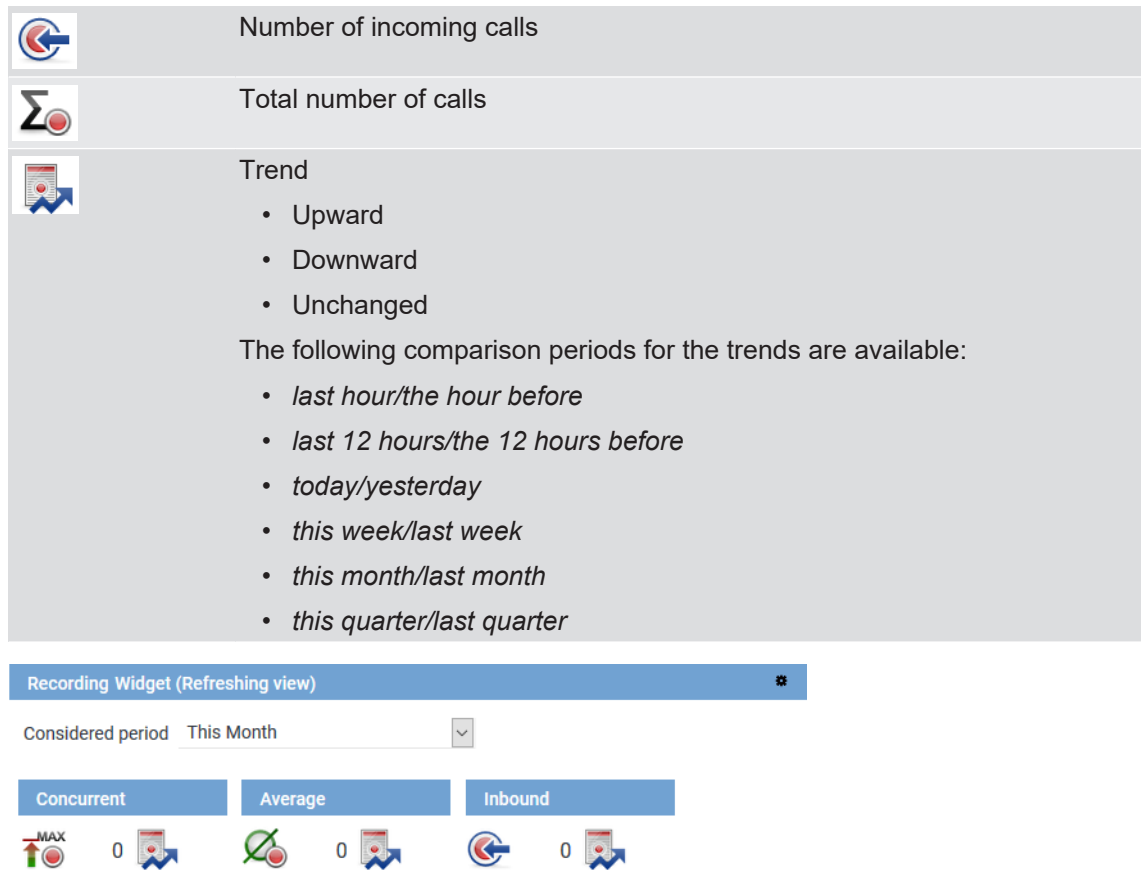 Number of incoming calls
Total number of calls
Trend
• Upward
• Downward
• Unchanged
The following comparison periods for the trends are available:
• last hour/the hour before
• last 12 hours/the 12 hours before
• today/yesterday
• this week/last week
• this month/last month
• this quarter/last quarter
Recording Widget (Refreshing view)
Considered period This Month
Concurrent Average Inbound
MAX 0 0 0